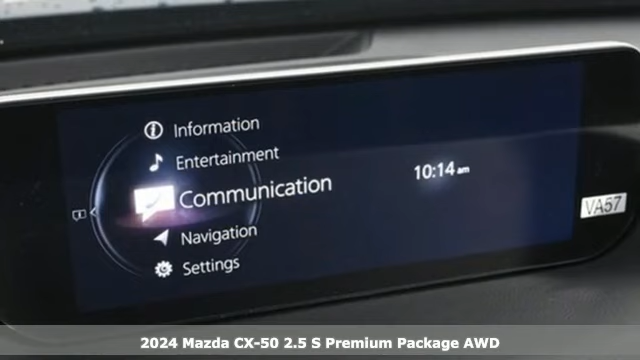 Information
Entertainment
Communication
10:14 am
Navigation
Settings
VA57
2024 Mazda CX-50 2.5 S Premium Package AWD